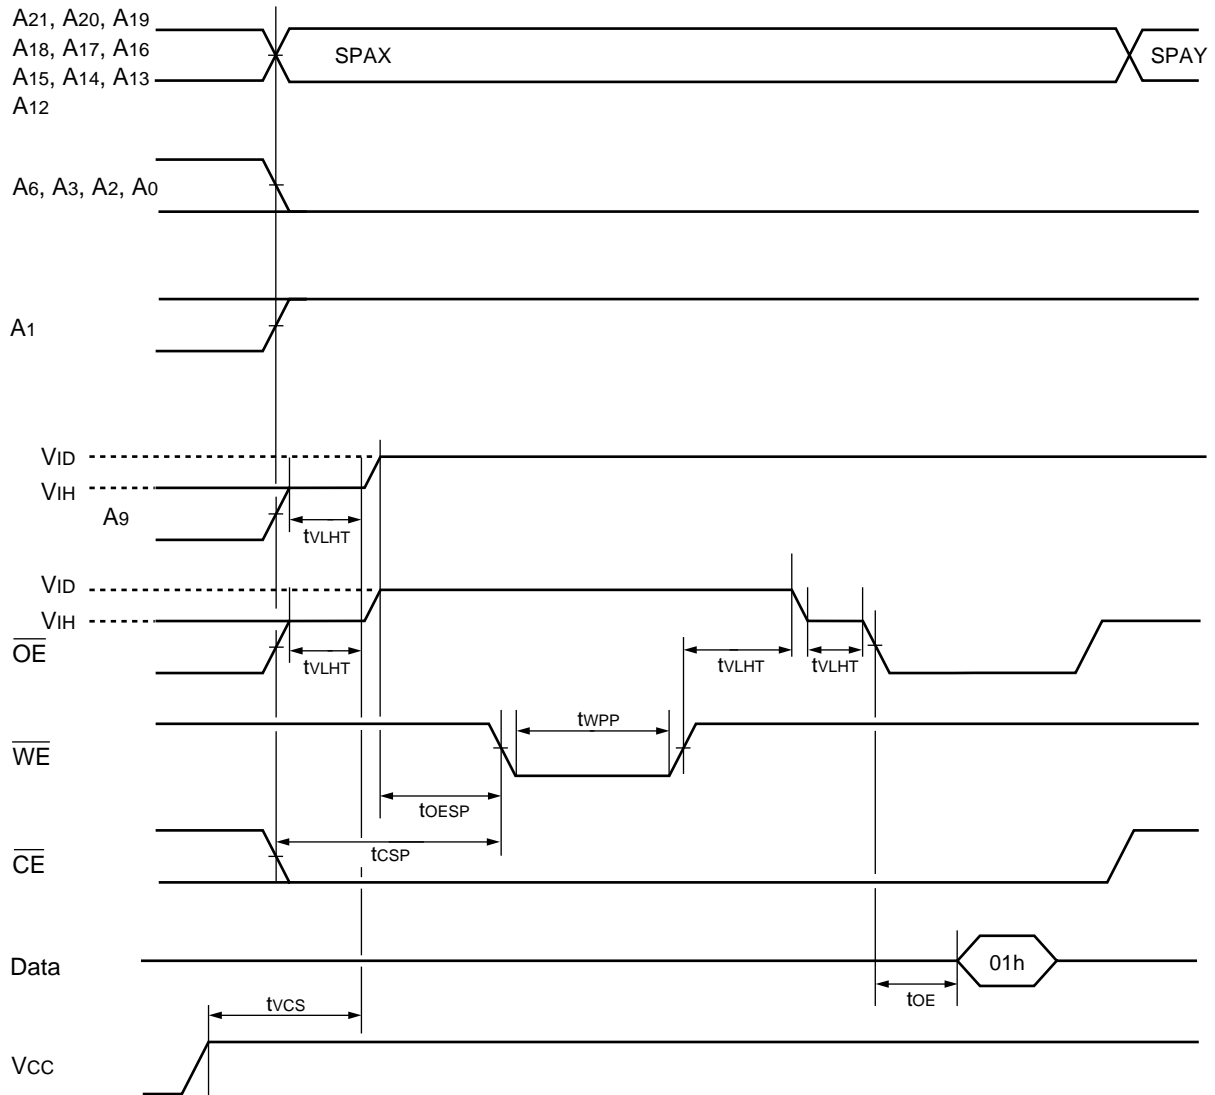 A21, A20, A19
A18, A17, A16
A15, A14, A13
A12
SPAX
SPAY
A6, A3, A2, A0
A1
VID
VIH
A9
tVLHT
VID
VIH
OE
tVLHT
tVLHT
tVLHT
WE
tWPP
tOESP
tCSP
CE
Data
01h
tOE
tVCS
VCC